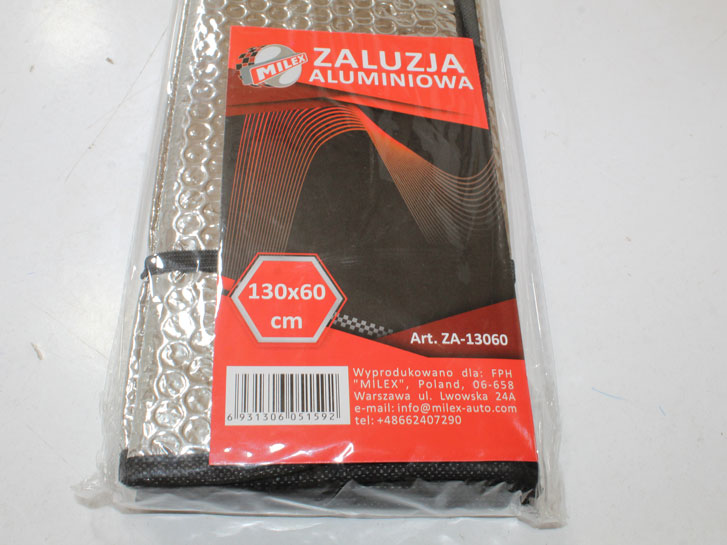 MILEX
ZALUZJA
ALUMINIOWA
130x60
cm
Art. ZA-13060
Wyprodukowano dla: FPH
"MILEX", Poland, 06-658
Warszawa ul. Lwowska 24A
e-mail: info@milex-auto.com
tel: +48662407290
6 931306 051592